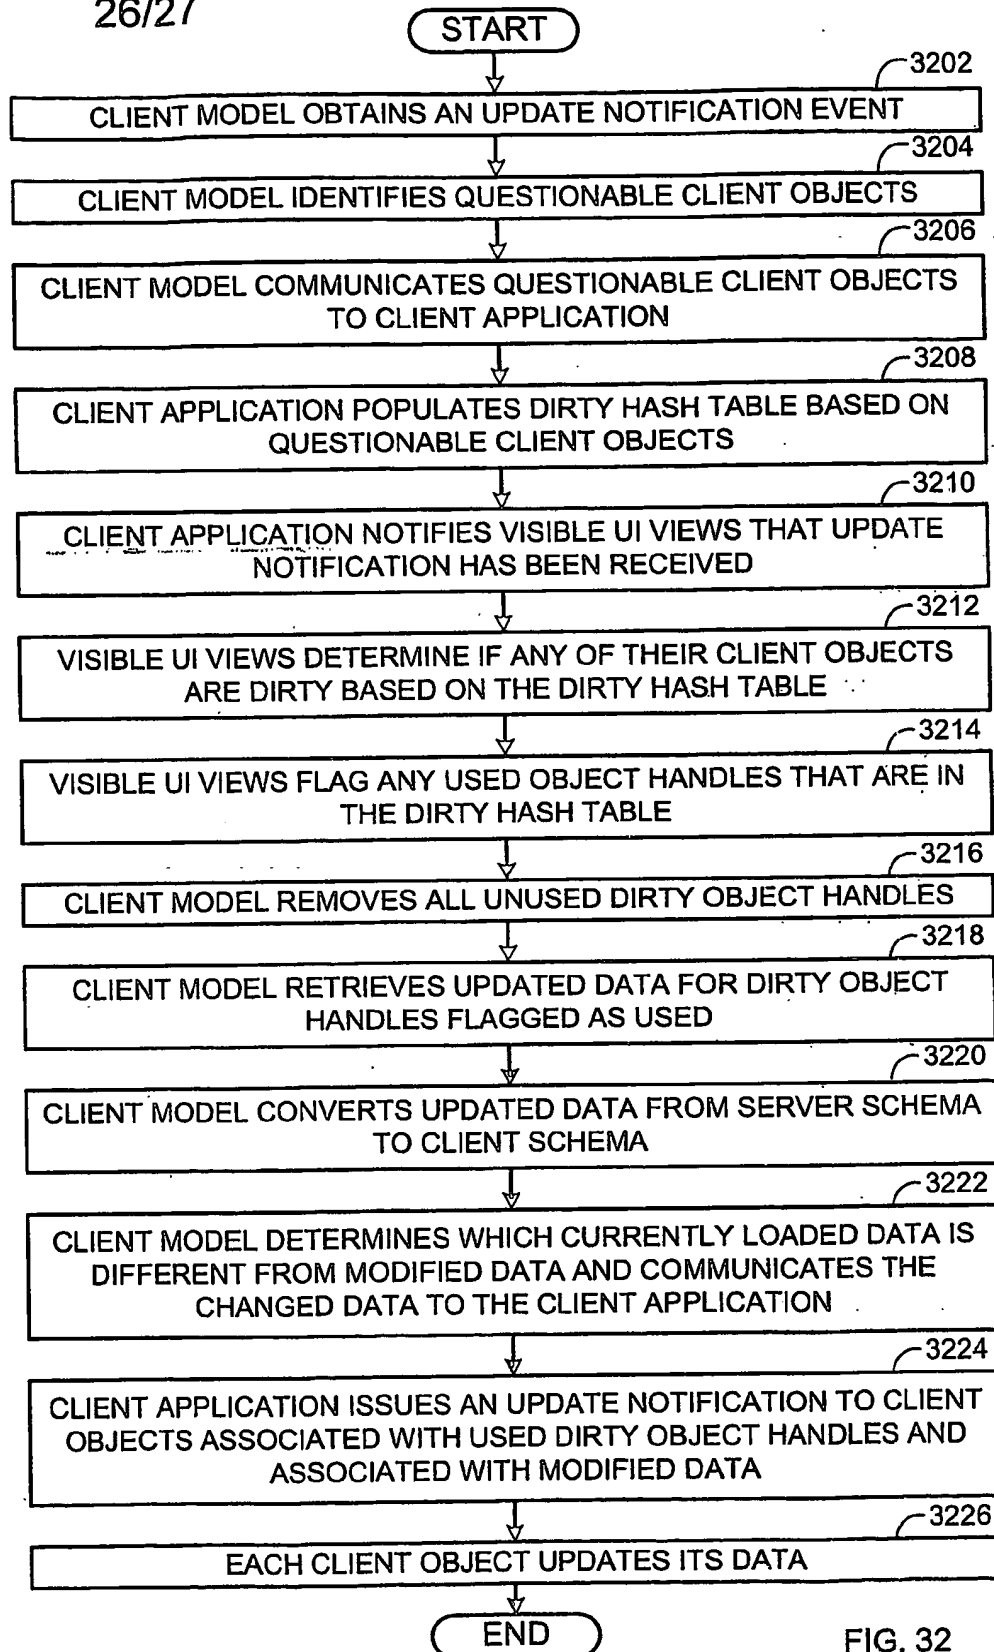 26/27
START
3202
CLIENT MODEL OBTAINS AN UPDATE NOTIFICATION EVENT
3204
CLIENT MODEL IDENTIFIES QUESTIONABLE CLIENT OBJECTS
3206
CLIENT MODEL COMMUNICATES QUESTIONABLE CLIENT OBJECTS
TO CLIENT APPLICATION
3208
CLIENT APPLICATION POPULATES DIRTY HASH TABLE BASED ON
QUESTIONABLE CLIENT OBJECTS
3210
CLIENT APPLICATION NOTIFIES VISIBLE UI VIEWS THAT UPDATE
NOTIFICATION HAS BEEN RECEIVED
3212
VISIBLE UI VIEWS DETERMINE IF ANY OF THEIR CLIENT OBJECTS
ARE DIRTY BASED ON THE DIRTY HASH TABLE
3214
VISIBLE UI VIEWS FLAG ANY USED OBJECT HANDLES THAT ARE IN
THE DIRTY HASH TABLE
3216
CLIENT MODEL REMOVES ALL UNUSED DIRTY OBJECT HANDLES
3218
CLIENT MODEL RETRIEVES UPDATED DATA FOR DIRTY OBJECT
HANDLES FLAGGED AS USED
3220
CLIENT MODEL CONVERTS UPDATED DATA FROM SERVER SCHEMA
TO CLIENT SCHEMA
3222
CLIENT MODEL DETERMINES WHICH CURRENTLY LOADED DATA IS
DIFFERENT FROM MODIFIED DATA AND COMMUNICATES THE
CHANGED DATA TO THE CLIENT APPLICATION
3224
CLIENT APPLICATION ISSUES AN UPDATE NOTIFICATION TO CLIENT
OBJECTS ASSOCIATED WITH USED DIRTY OBJECT HANDLES AND
ASSOCIATED WITH MODIFIED DATA
3226
EACH CLIENT OBJECT UPDATES ITS DATA
END
FIG. 32